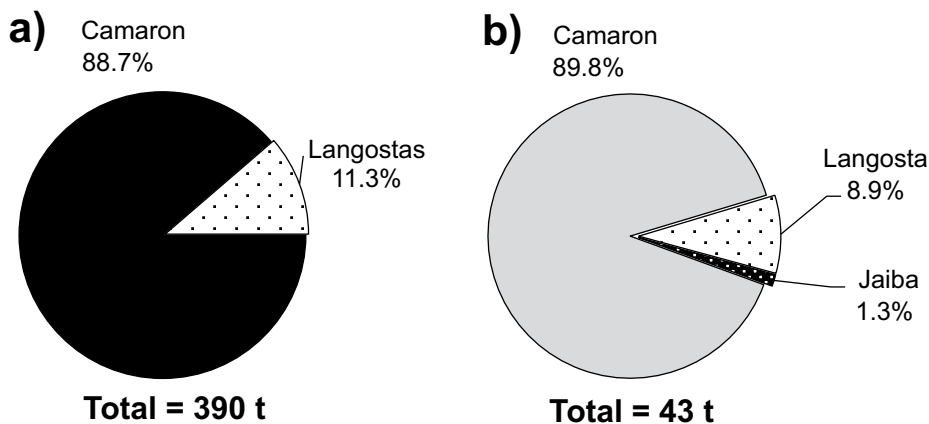 a)
Camaron
88.7%
Langostas
11.3%
Total = 390 t
b)
Camaron
89.8%
Langosta
8.9%
Jaiba
1.3%
Total = 43 t